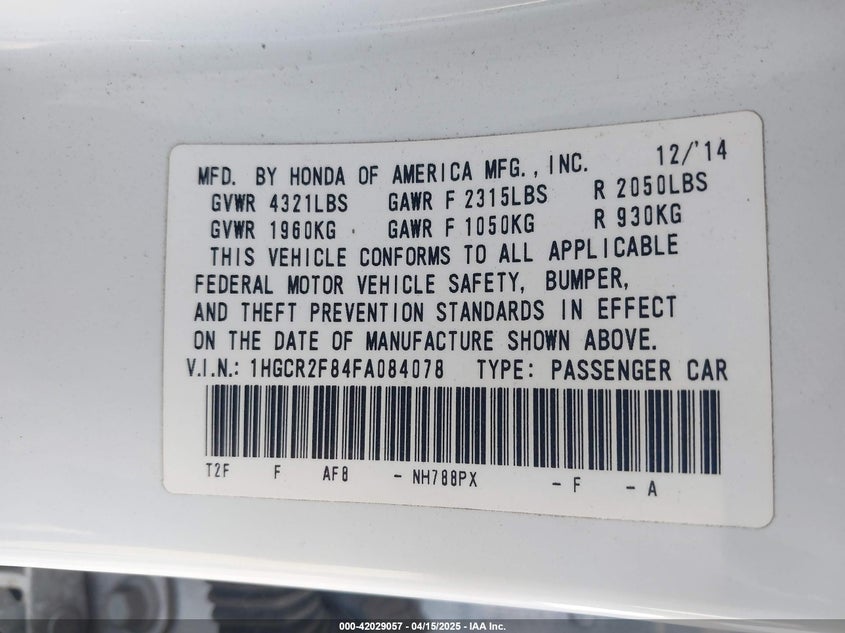 MFD. BY HONDA OF AMERICA MFG., INC. 12/'14
GVWR 4321LBS GAWR F 2315LBS R 2050LBS
GVWR 1960KG GAWR F 1050KG R 930KG
THIS VEHICLE CONFORMS TO ALL APPLICABLE
FEDERAL MOTOR VEHICLE SAFETY, BUMPER,
AND THEFT PREVENTION STANDARDS IN EFFECT
ON THE DATE OF MANUFACTURE SHOWN ABOVE.
V.I.N.: 1HGCR2F84FA084078 TYPE: PASSENGER CAR
T2F F AF8 - NH788PX - F - A
000-42029057 - 04/15/2025 - IAA Inc.